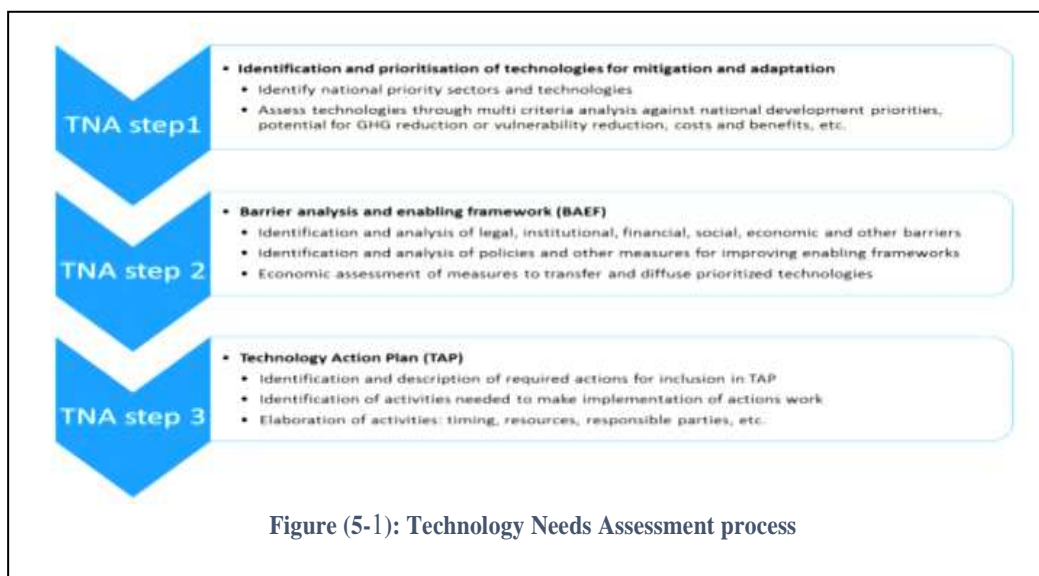 TNA step1
• Identification and prioritisation of technologies for mitigation and adaptation
• Identify national priority sectors and technologies
• Assess technologies through multi criteria analysis against national development priorities,
potential for GHG reduction or vulnerability reduction, costs and benefits, etc.
TNA step 2
• Barrier analysis and enabling framework (BAEF)
• Identification and analysis of legal, institutional, financial, social, economic and other barriers
• Identification and analysis of policies and other measures for improving enabling frameworks
• Economic assessment of measures to transfer and diffuse prioritized technologies
TNA step 3
• Technology Action Plan (TAP)
• Identification and description of required actions for inclusion in TAP
• Identification of activities needed to make implementation of actions work
• Elaboration of activities: timing, resources, responsible parties, etc.
Figure (5-1): Technology Needs Assessment process